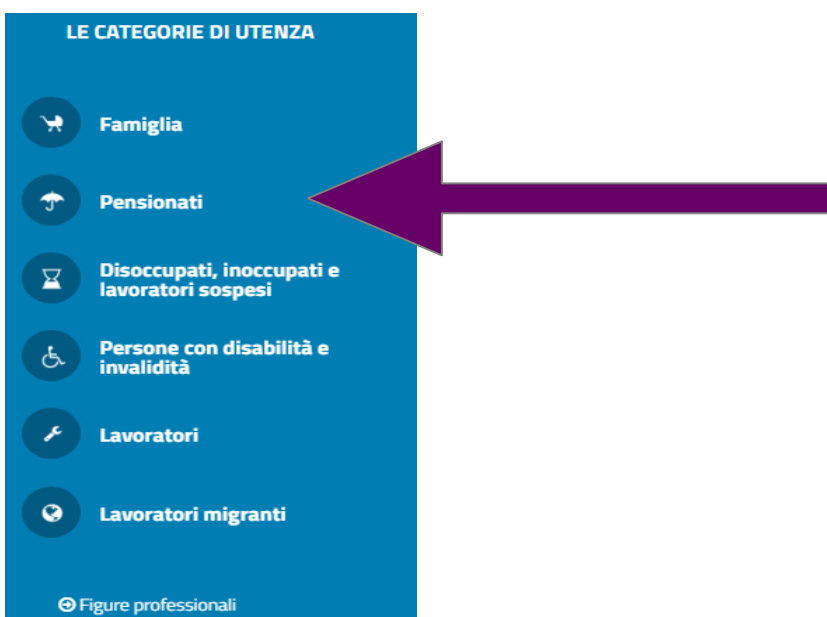 LE CATEGORIE DI UTENZA
Famiglia
Pensionati
Disoccupati, inoccupati e
lavoratori sospesi
Persone con disabilità e
invalidità
Lavoratori
Lavoratori migranti
Figure professionali